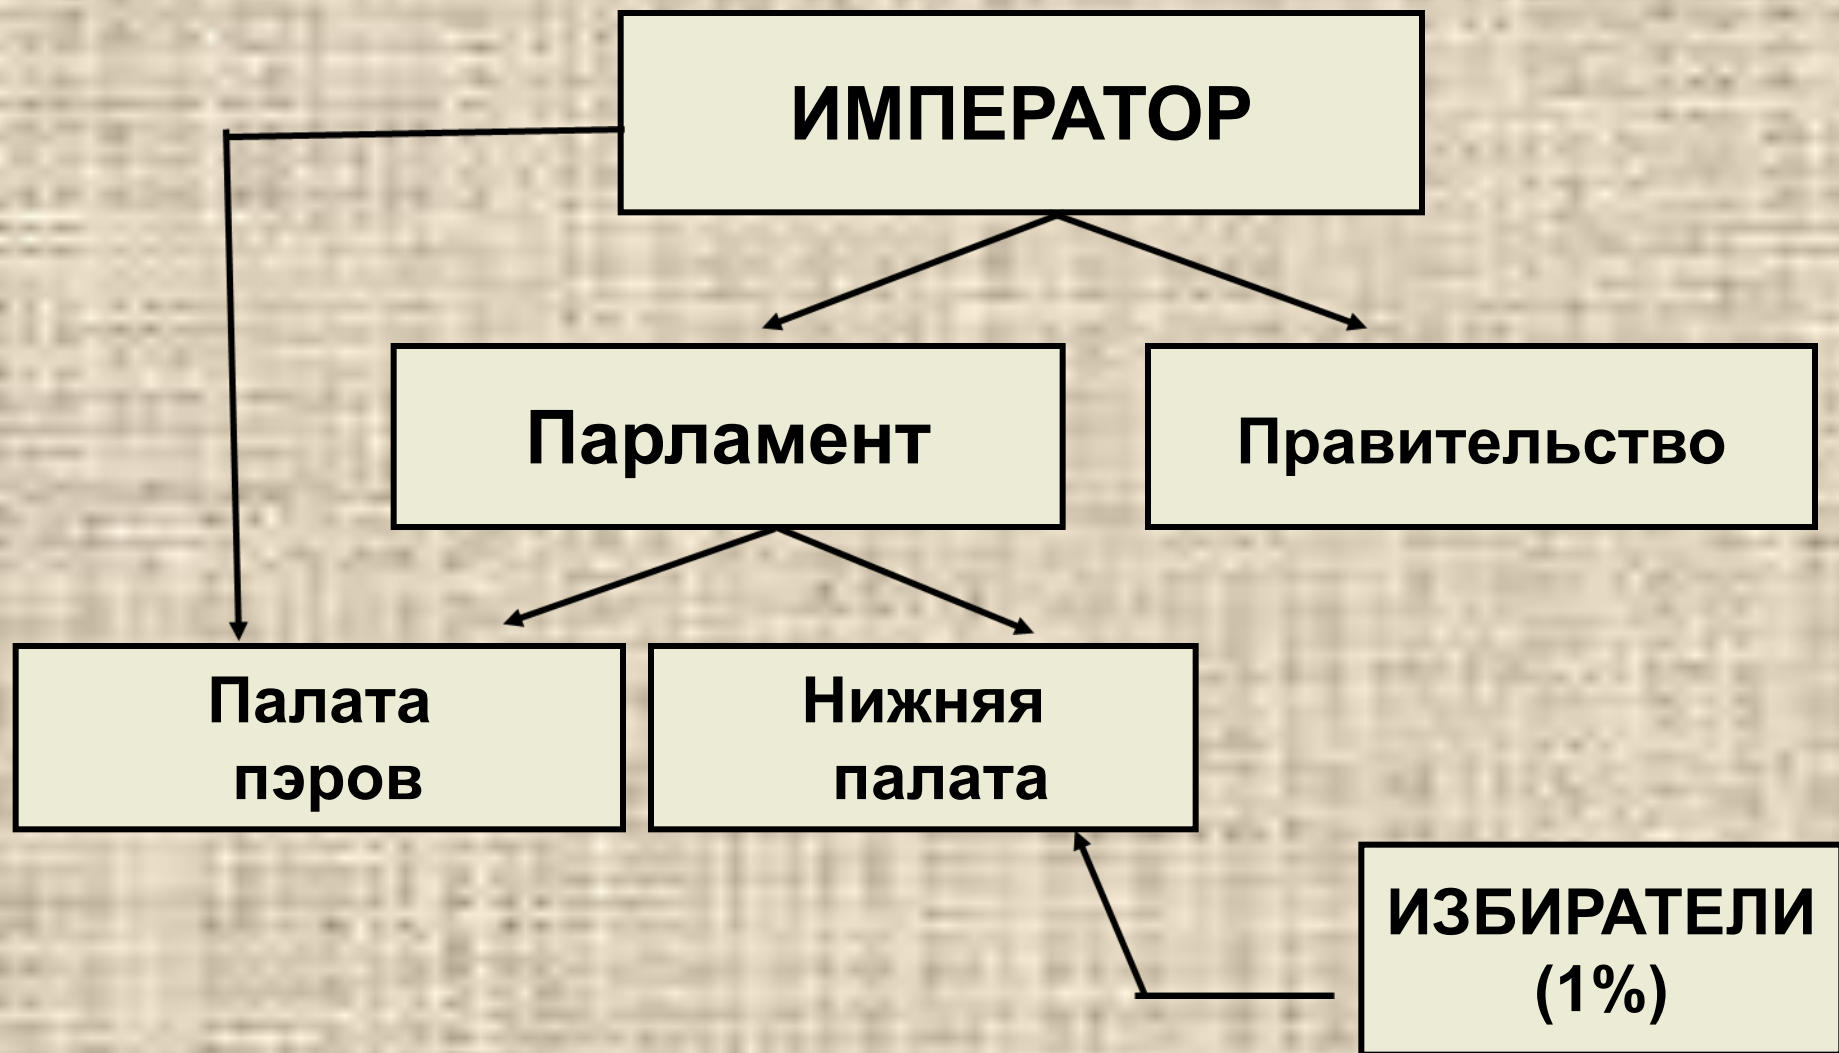 ИМПЕРАТОР
Парламент
Правительство
Палата
пэров
Нижняя
палата
ИЗБИРАТЕЛИ
(1%)